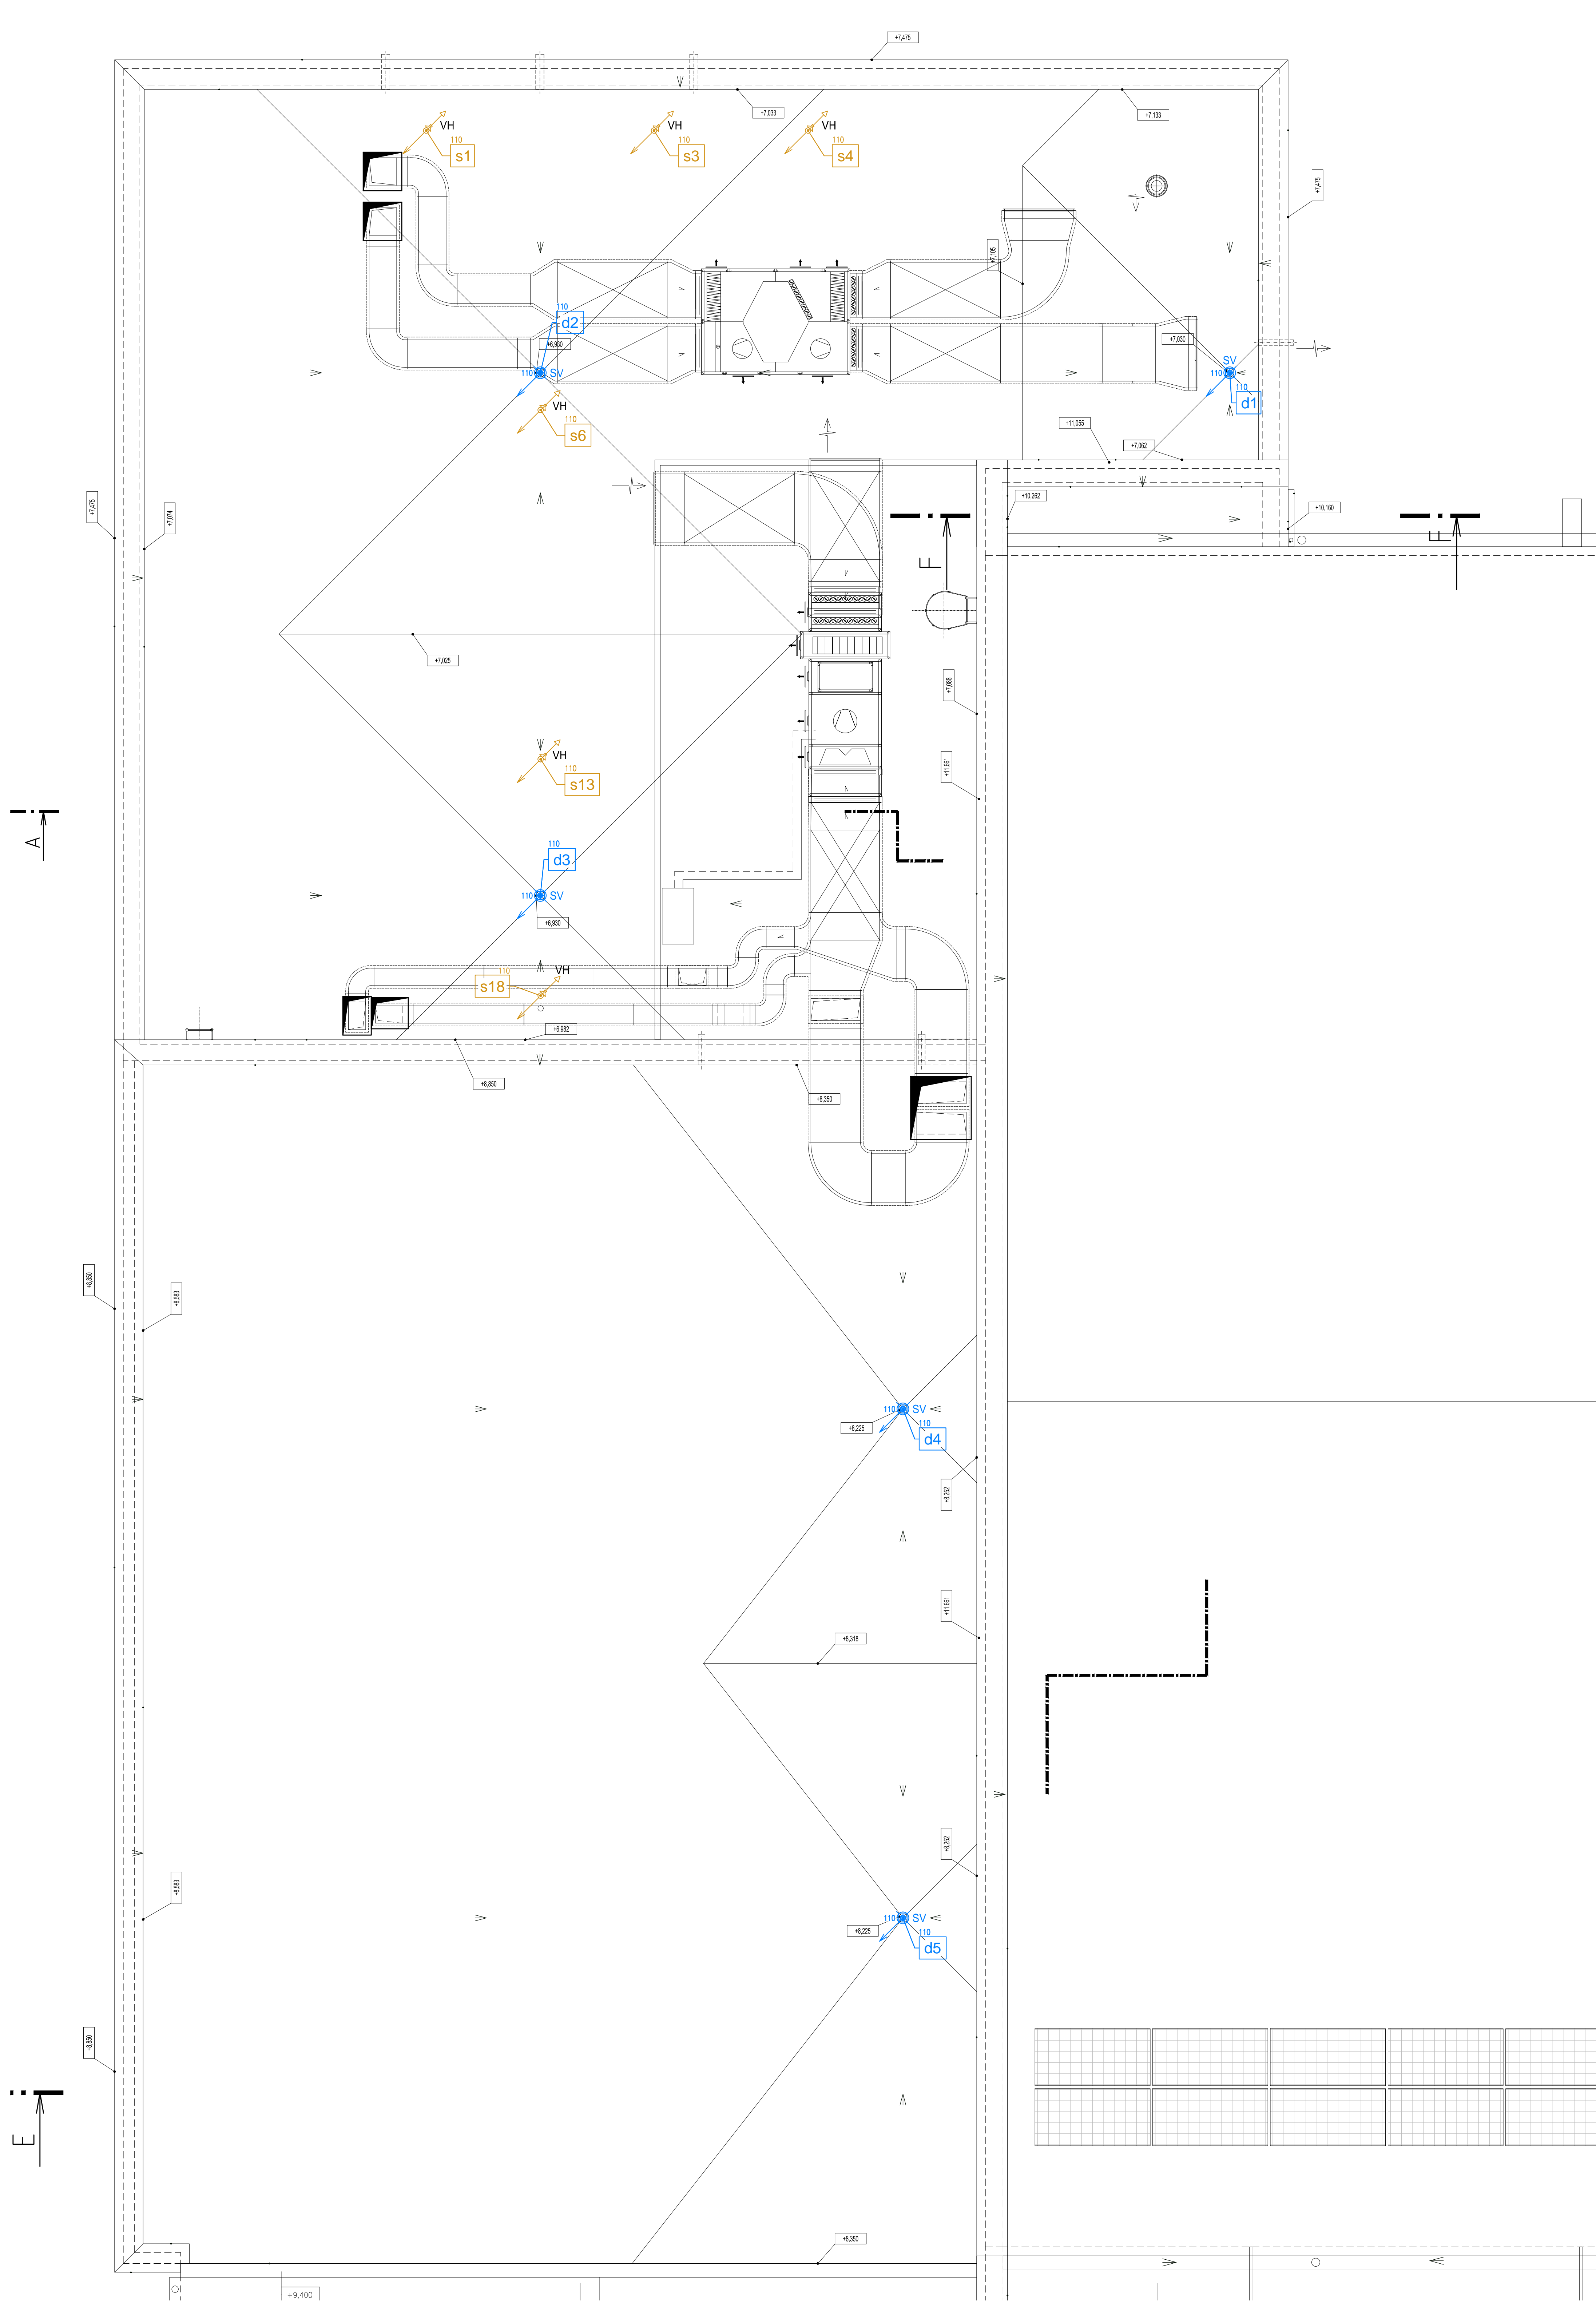 +7,475
+7,033
+7,133
VH
VH
VH
110
110
110
s1
s3
s4
+7,475
+7,105
110
d2
+7,030
+6,930
SV
110
SV
110
110
d1
VH
110
s6
+11,055
+7,062
+7,475
+7,074
+10,262
+10,160
F
F
+7,025
+7,088
VH
110
s13
+11,661
A
110
d3
110
SV
+6,930
VH
110
s18
+6,982
+8,850
+8,350
+8,850
+8,583
110
SV
110
d4
+8,225
+8,252
+11,661
+8,318
+8,252
+8,583
110
SV
110
d5
+8,225
+8,850
E
+8,350
+9,400